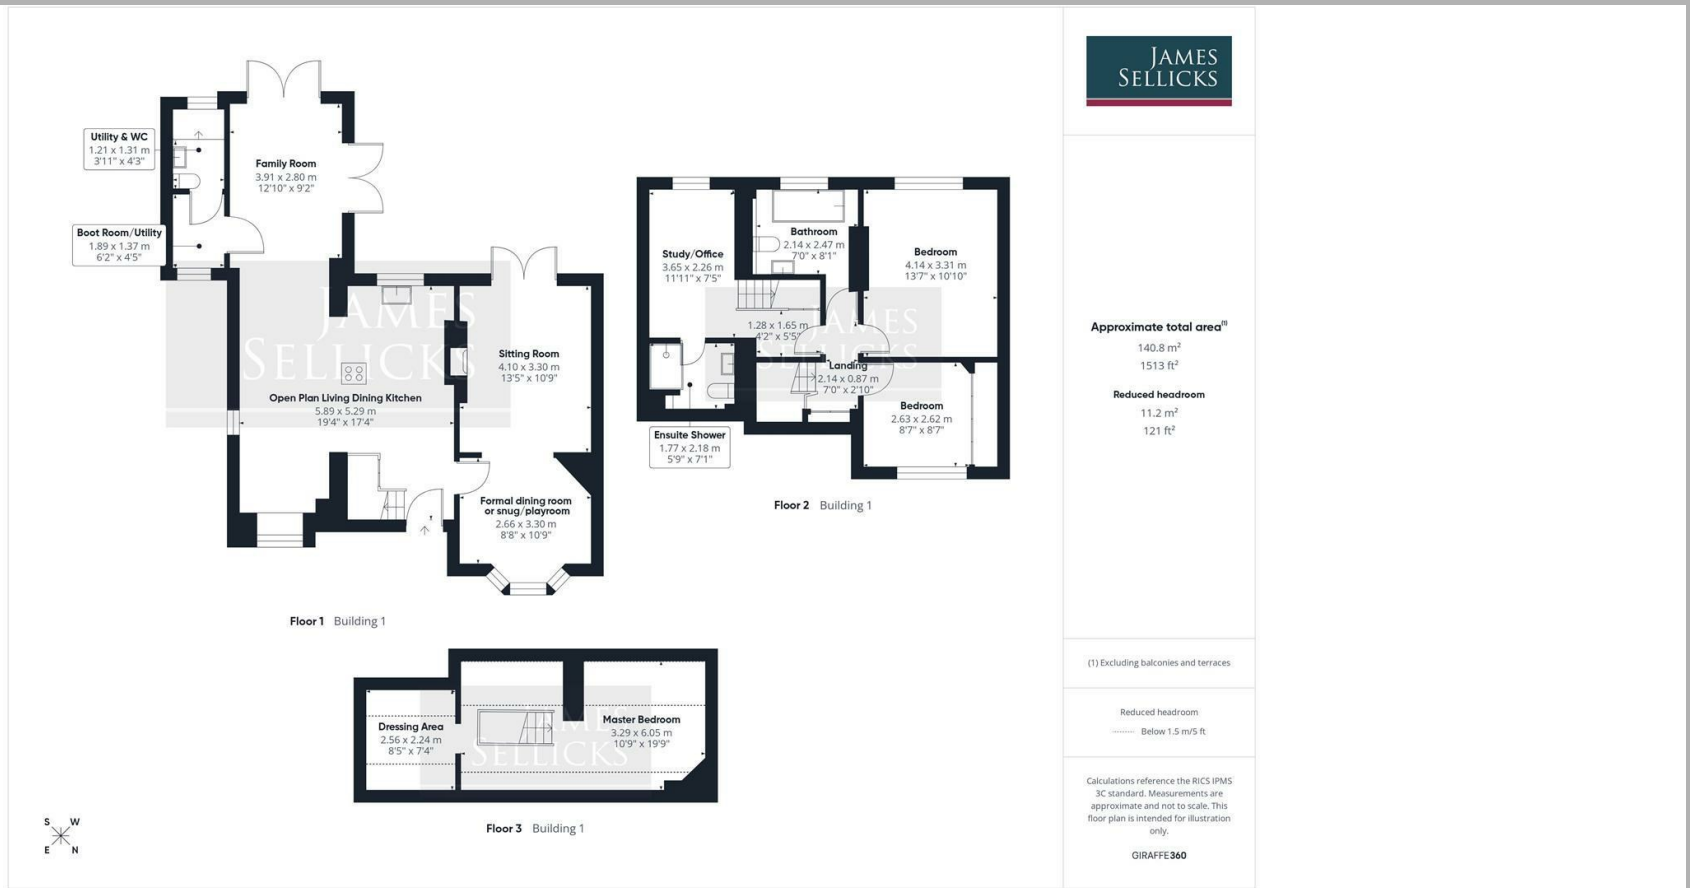 Utility & WC
1.21 x 1.31 m
3'11" x 4'3"
Family Room
3.91 x 2.80 m
12'10" x 9'2"
Boot Room/Utility
1.89 x 1.37 m
6'2" x 4'5"
JAMES
SELLICKS
Open Plan Living Dining Kitchen
5.89 x 5.29 m
19'4" x 17'4"
Sitting Room
4.10 x 3.30 m
13'5" x 10'9"
Formal dining room
or snug/playroom
2.66 x 3.30 m
8'8" x 10'9"
Floor 1 Building 1
Study/Office
3.65 x 2.26 m
11'11" x 7'5"
Bathroom
2.14 x 2.47 m
7'0" x 8'1"
Bedroom
4.14 x 3.31 m
13'7" x 10'10"
JAMES
SELLICKS
1.28 x 1.65 m
4'2" x 5'5"
Landing
2.14 x 0.87 m
7'0" x 2'10"
Bedroom
2.63 x 2.62 m
8'7" x 8'7"
Ensuite Shower
1.77 x 2.18 m
5'9" x 7'1"
Floor 2 Building 1
Dressing Area
2.56 x 2.24 m
8'5" x 7'4"
JAMES
SELLICKS
Master Bedroom
3.29 x 6.05 m
10'9" x 19'9"
Floor 3 Building 1
S W
E N
JAMES
SELLICKS
Approximate total area(1)
140.8 m²
1513 ft²
Reduced headroom
11.2 m²
121 ft²
(1) Excluding balconies and terraces
Reduced headroom
Below 1.5 m/5 ft
Calculations reference the RICS IPMS
3C standard. Measurements are
approximate and not to scale. This
floor plan is intended for illustration
only.
GIRAFFE360